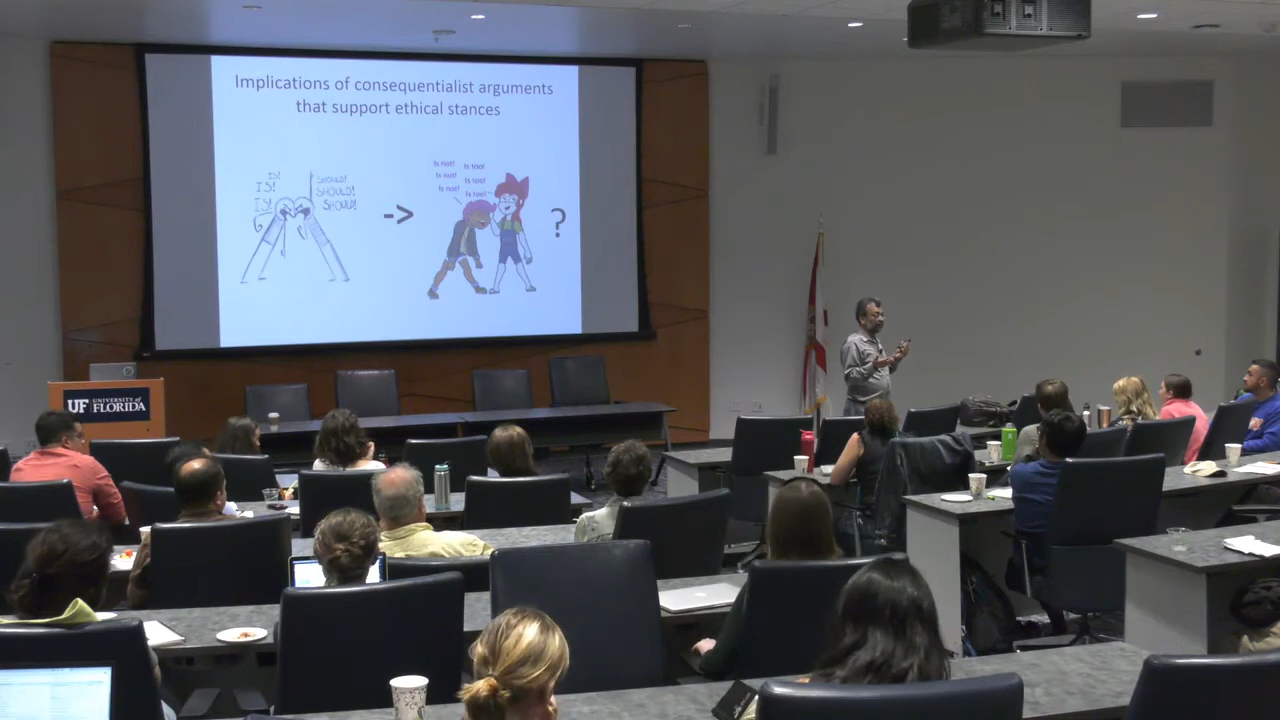 Implications of consequentialist arguments
that support ethical stances
IS!
IS!
IS!
SHOULD!
SHOULD!
SHOULD!
->
Is not!
Is not!
Is not!
Is too!
Is too!
Is too!
?
UF UNIVERSITY of
FLORIDA